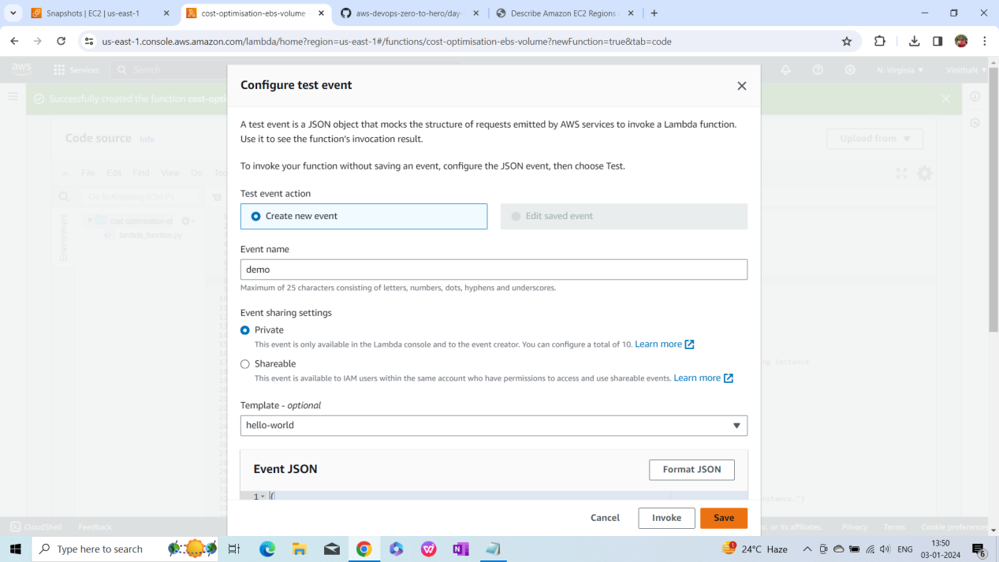 Snapshots | EC2 | us-east-1
cost-optimisation-ebs-volume
aws-devops-zero-to-hero/day-
Describe Amazon EC2 Regions
us-east-1.console.aws.amazon.com/lambda/home?region=us-east-1#/functions/cost-optimisation-ebs-volume?newFunction=true&tab=code
aws
Services
Search
N. Virginia
VinithaN
Successfully created the function cost-opti
Configure test event
A test event is a JSON object that mocks the structure of requests emitted by AWS services to invoke a Lambda function.
Use it to see the function's invocation result.
To invoke your function without saving an event, configure the JSON event, then choose Test.
Code source Info
Upload from
File Edit Find View Go Too
Go to Anything (Ctrl-P)
Environment
cost-optimisation-et
lambda_function.py
Test event action
Create new event
Edit saved event
Event name
demo
Maximum of 25 characters consisting of letters, numbers, dots, hyphens and underscores.
Event sharing settings
Private
This event is only available in the Lambda console and to the event creator. You can configure a total of 10. Learn more
Shareable
This event is available to IAM users within the same account who have permissions to access and use shareable events. Learn more
ng instance
Template - optional
hello-world
Event JSON
Format JSON
1 {
nstance.")
Cancel
Invoke
Save
CloudShell
Feedback
nc. or its affiliates.
Privacy
Terms
Cookie preferences
Type here to search
24°C Haze
ENG
13:50
03-01-2024